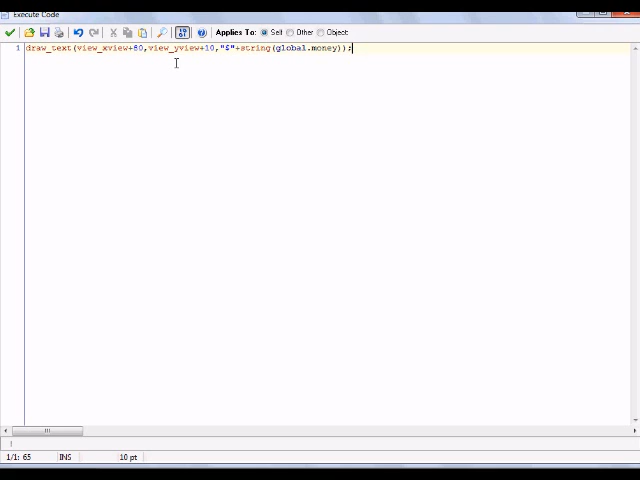 Execute Code
Applies To: Self Other Object:
1 draw_text(view_xview+60,view_yview+10,"$"+string(global.money));
1/1: 65 INS 10 pt